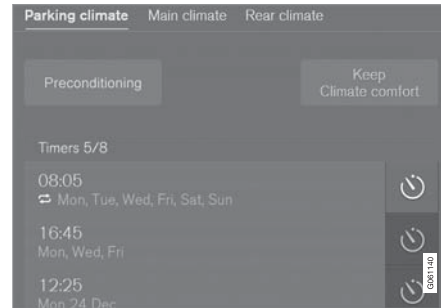 Parking climate Main climate Rear climate
Preconditioning
Keep
Climate comfort
Timers 5/8
08:05
Mon, Tue, Wed, Fri, Sat, Sun
16:45
Mon, Wed, Fri
12:25
Mon 24 Dec
G061140